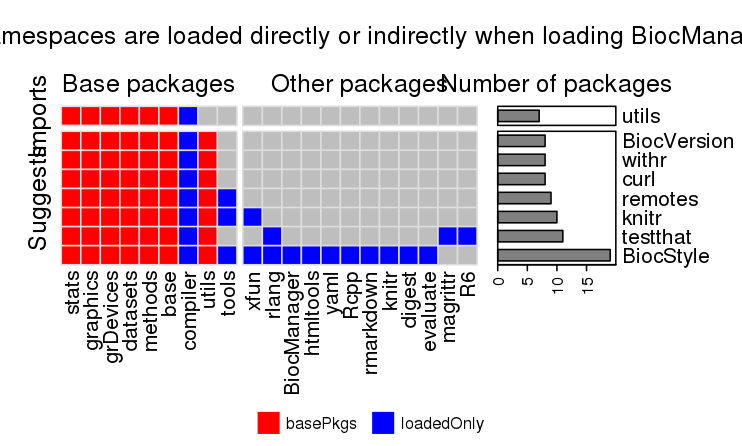 mespaces are loaded directly or indirectly when loading BiocMana
Base packages
Other packages
Number of packages
Imports
Suggests
utils
BiocVersion
withr
curl
remotes
knitr
testthat
BiocStyle
0
5
10
15
stats
graphics
grDevices
datasets
methods
base
compiler
utils
tools
xfun
rlang
BiocManager
htmltools
yaml
Rcpp
rmarkdown
knitr
digest
evaluate
magrittr
R6
basePkgs
loadedOnly